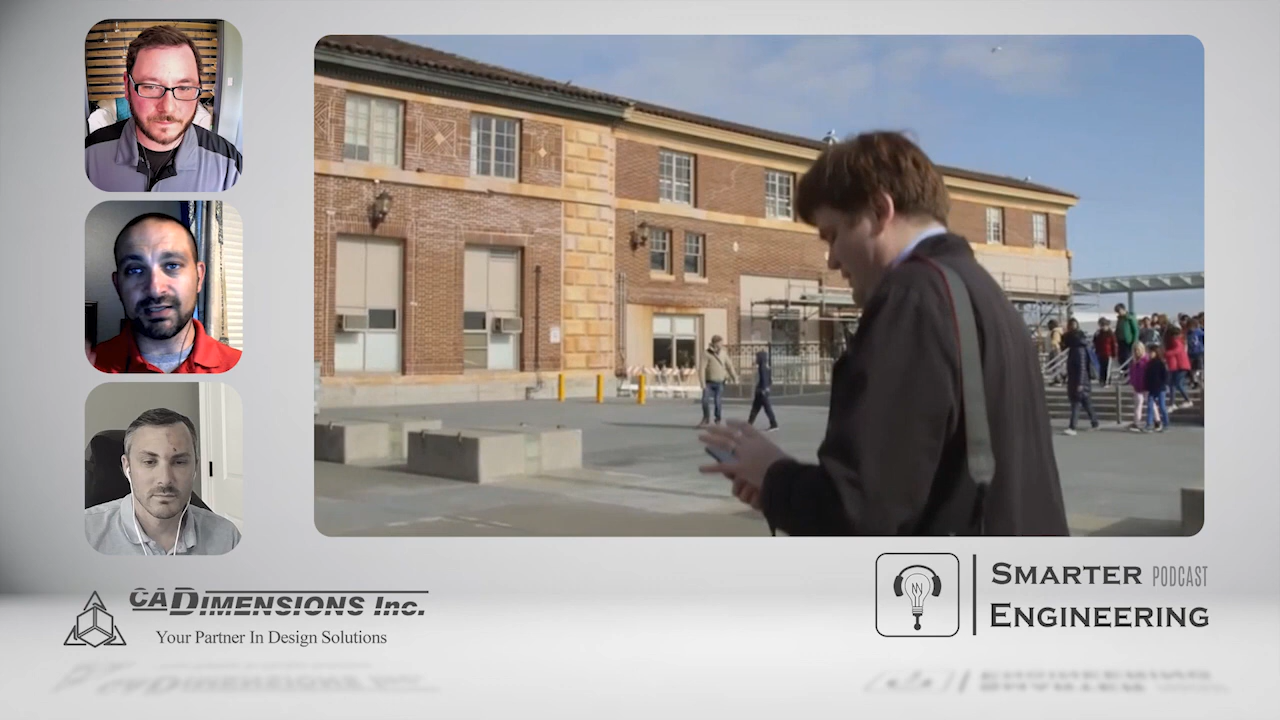 CADIMENSIONS Inc.
Your Partner In Design Solutions
SMARTER PODCAST
ENGINEERING